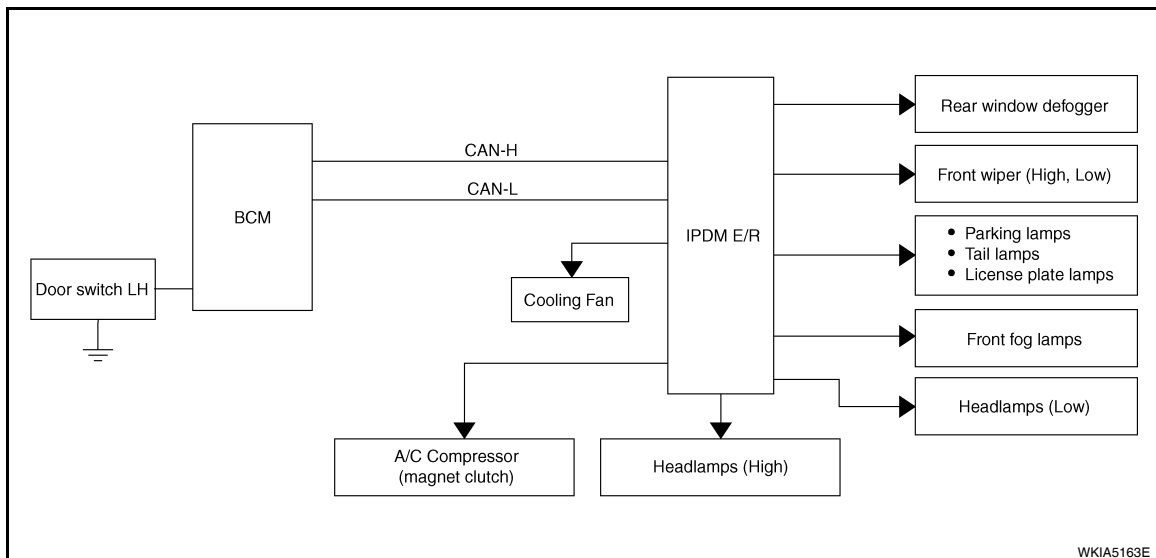 CAN-H
CAN-L
BCM
IPDM E/R
Door switch LH
Cooling Fan
A/C Compressor
(magnet clutch)
Headlamps (High)
Rear window defogger
Front wiper (High, Low)
• Parking lamps
• Tail lamps
• License plate lamps
Front fog lamps
Headlamps (Low)
WKIA5163E